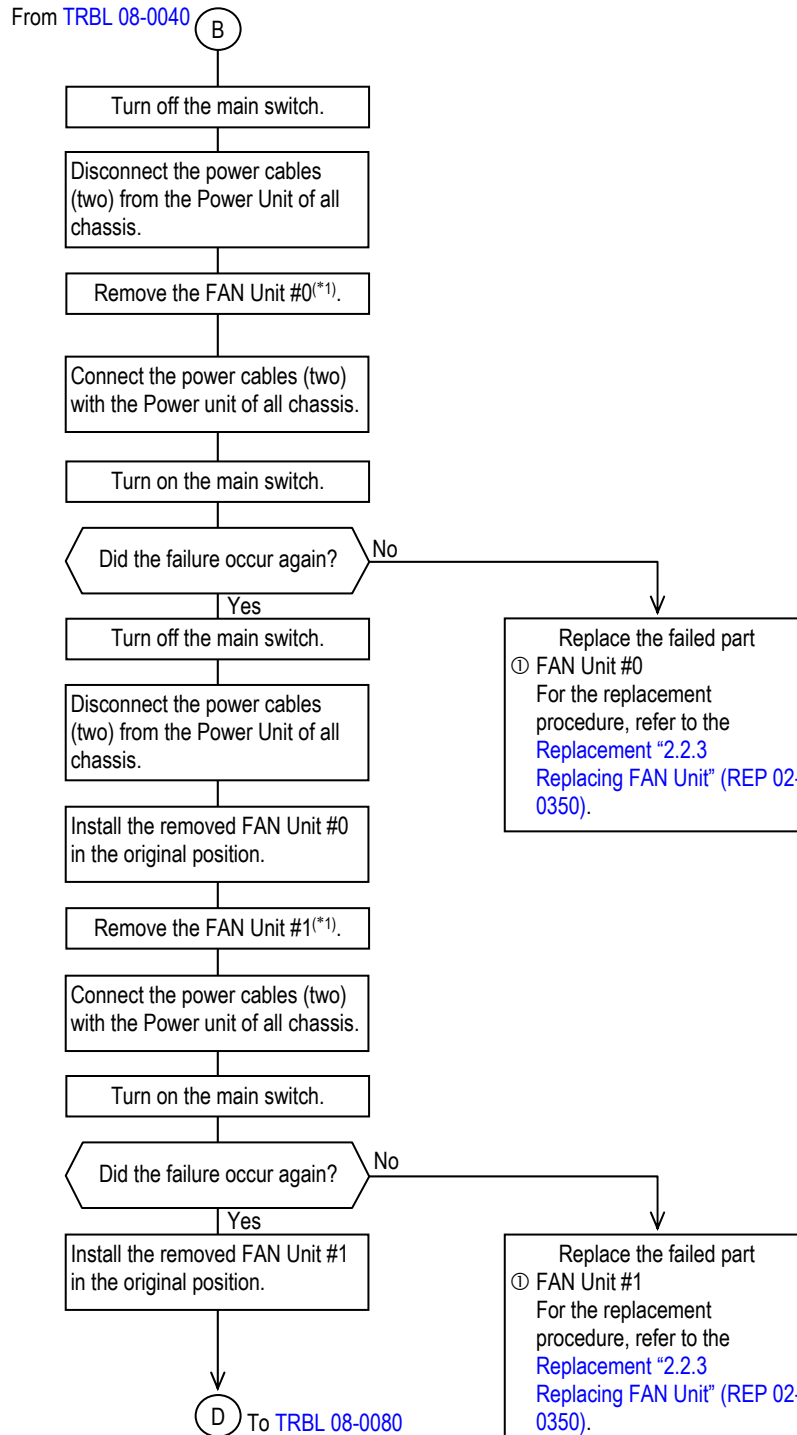 From TRBL 08-0040
B
Turn off the main switch.
Disconnect the power cables
(two) from the Power Unit of all
chassis.
Remove the FAN Unit #0(*1).
Connect the power cables (two)
with the Power unit of all chassis.
Turn on the main switch.
Did the failure occur again?
No
Yes
Turn off the main switch.
Replace the failed part
① FAN Unit #0
For the replacement
procedure, refer to the
Replacement “2.2.3
Replacing FAN Unit” (REP 02-
0350).
Disconnect the power cables
(two) from the Power Unit of all
chassis.
Install the removed FAN Unit #0
in the original position.
Remove the FAN Unit #1(*1).
Connect the power cables (two)
with the Power unit of all chassis.
Turn on the main switch.
Did the failure occur again?
No
Yes
Install the removed FAN Unit #1
in the original position.
Replace the failed part
① FAN Unit #1
For the replacement
procedure, refer to the
Replacement “2.2.3
Replacing FAN Unit” (REP 02-
0350).
D
To TRBL 08-0080